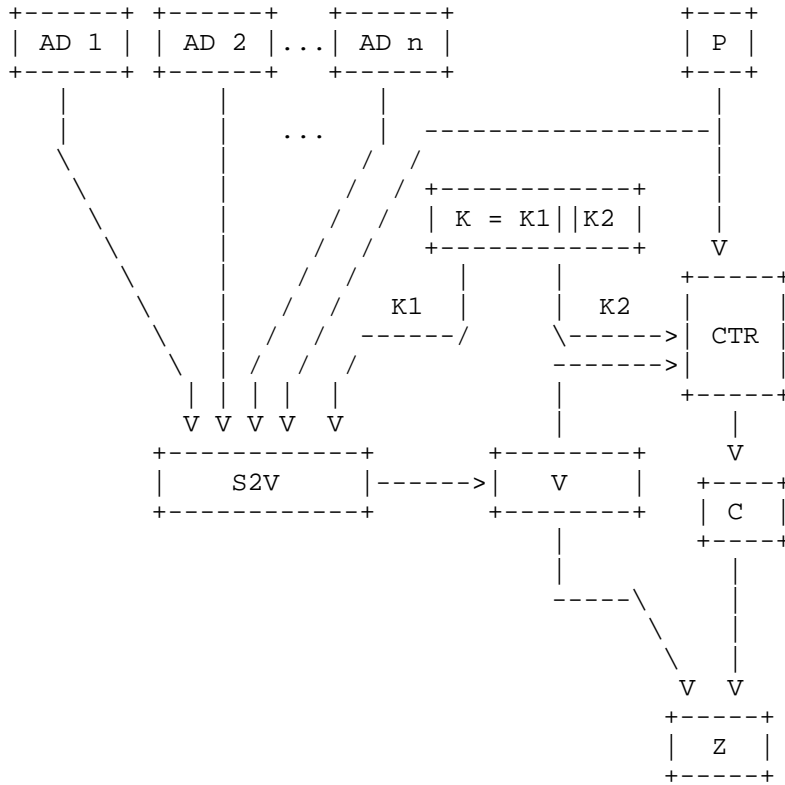 AD 1 AD 2 ... AD n P
...
K = K1||K2
K1 K2
CTR
S2V V C
Z